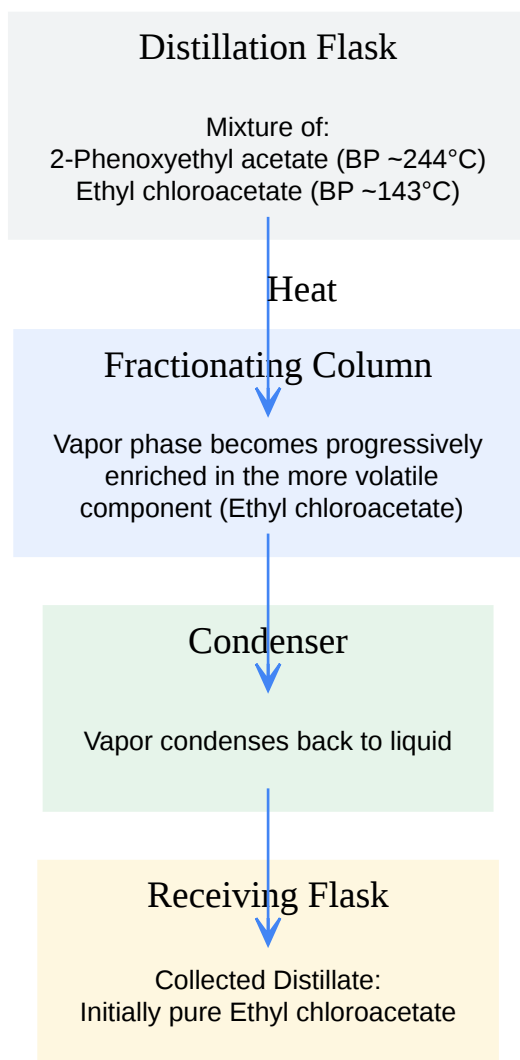 Distillation Flask
Mixture of:
2-Phenoxyethyl acetate (BP ~244°C)
Ethyl chloroacetate (BP ~143°C)
Heat
Fractionating Column
Vapor phase becomes progressively
enriched in the more volatile
component (Ethyl chloroacetate)
Condenser
Vapor condenses back to liquid
Receiving Flask
Collected Distillate:
Initially pure Ethyl chloroacetate